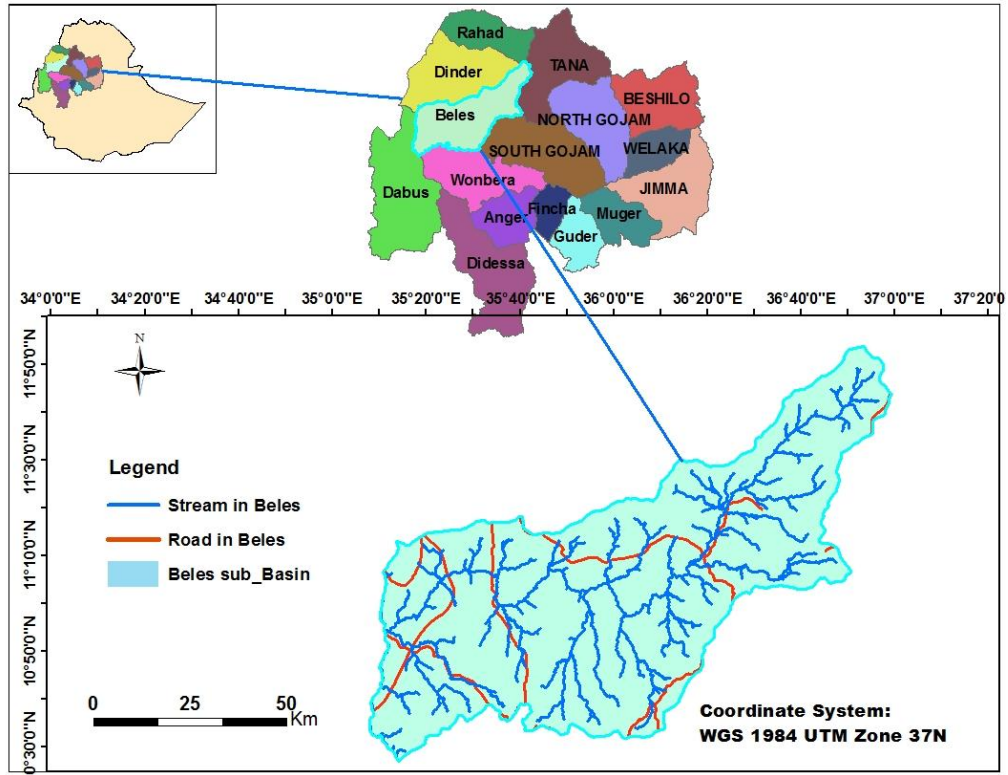 Rahad
Dinder
TANA
BESHILO
Beles
NORTH GOJAM
SOUTH GOJAM
WELAKA
Wonbera
JIMMA
Dabus
Fincha
Anger
Muger
Guder
Didessa
34°0'0"E 34°20'0"E 34°40'0"E 35°0'0"E 35°20'0"E 35°40'0"E 36°0'0"E 36°20'0"E 36°40'0"E 37°0'0"E 37°20'0
N
11°50'0"N
11°30'0"N
11°10'0"N
10°50'0"N
0°30'0"N
Legend
Stream in Beles
Road in Beles
Beles sub_Basin
0 25 50
Km
Coordinate System:
WGS 1984 UTM Zone 37N